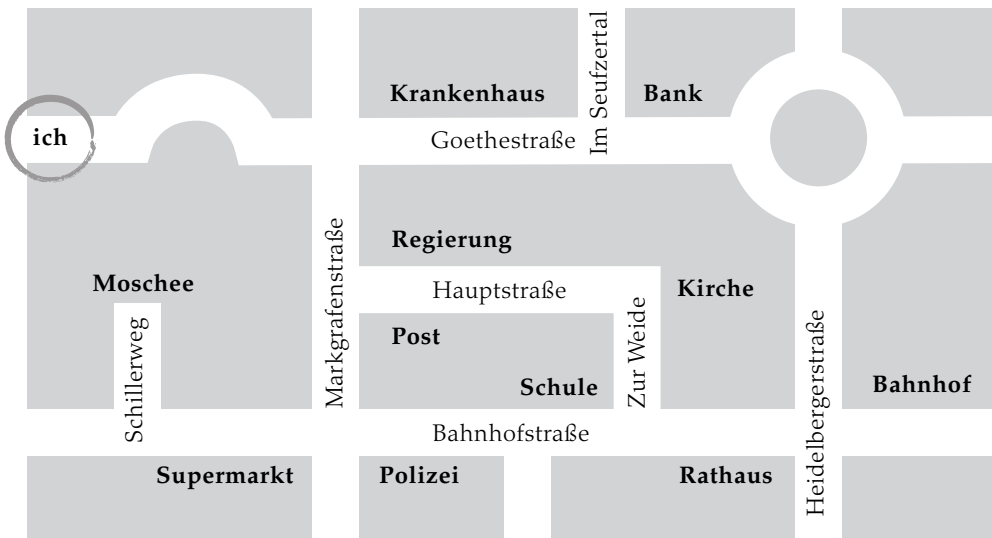 Krankenhaus
Im Seufzertal
Bank
ich
Goethestraße
Markgrafenstraße
Regierung
Moschee
Hauptstraße
Kirche
Schillerweg
Post
Zur Weide
Heidelbergerstraße
Schule
Bahnhof
Bahnhofstraße
Supermarkt
Polizei
Rathaus